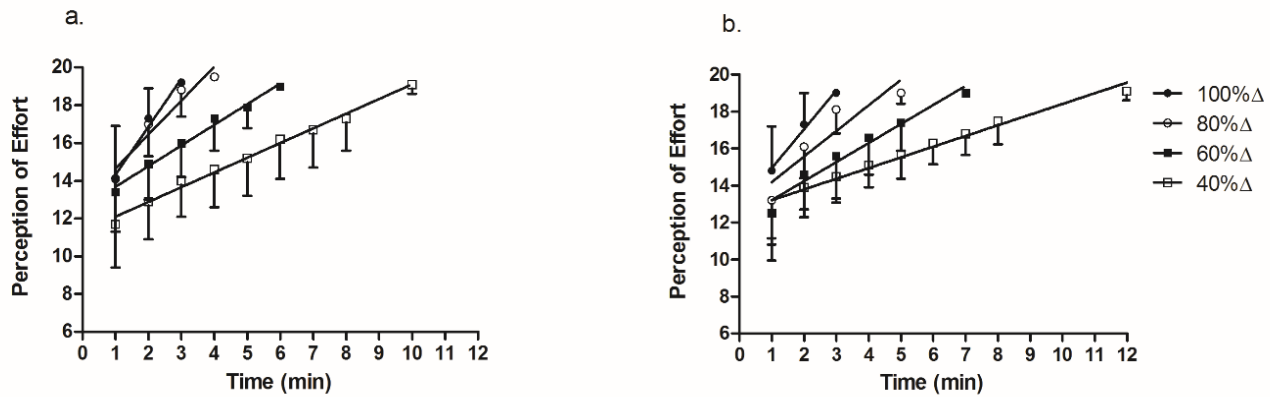 a.
20
18
16
14
12
10
8
6
0 1 2 3 4 5 6 7 8 9 10 11 12
Perception of Effort
Time (min)
b.
20
18
16
14
12
10
8
6
0 1 2 3 4 5 6 7 8 9 10 11 12
Perception of Effort
Time (min)
100%Δ
80%Δ
60%Δ
40%Δ